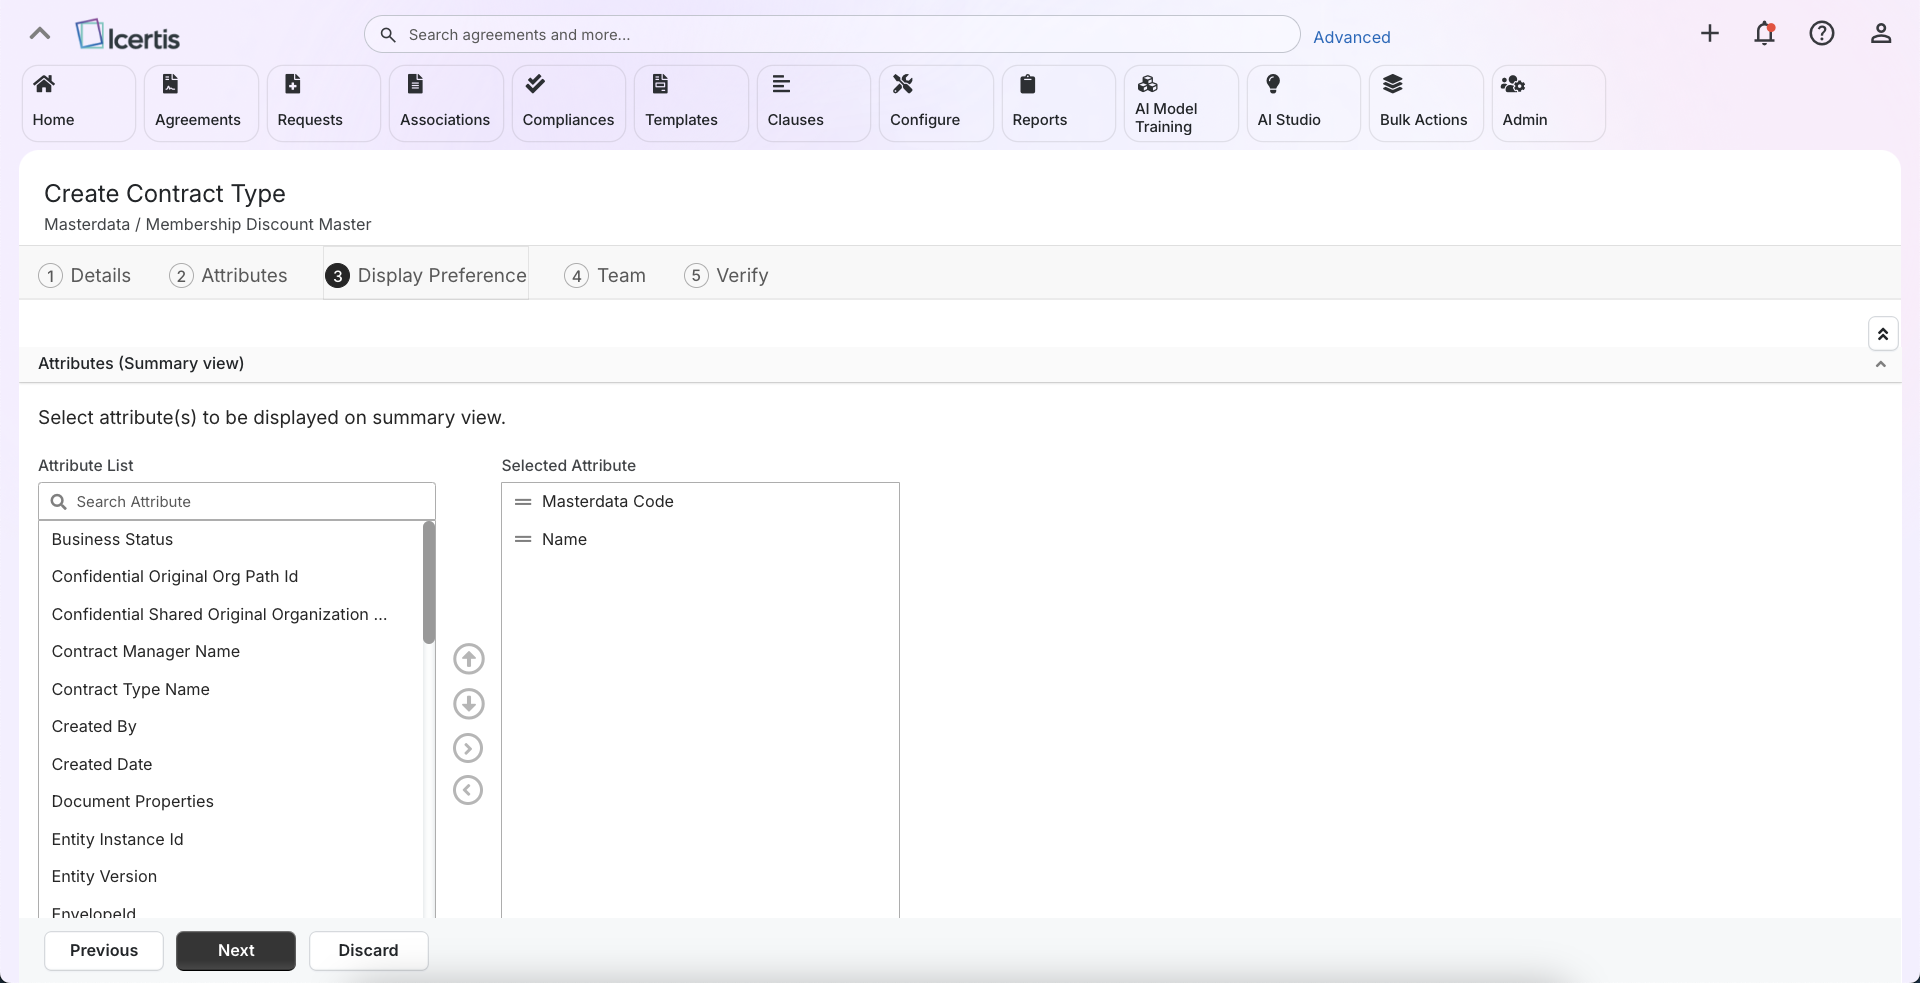 Icertis
Search agreements and more...
Advanced
Home
Agreements
Requests
Associations
Compliances
Templates
Clauses
Configure
Reports
AI Model
Training
AI Studio
Bulk Actions
Admin
Create Contract Type
Masterdata / Membership Discount Master
1 Details
2 Attributes
3 Display Preference
4 Team
5 Verify
Attributes (Summary view)
Select attribute(s) to be displayed on summary view.
Attribute List
Search Attribute
Business Status
Confidential Original Org Path Id
Confidential Shared Original Organization ...
Contract Manager Name
Contract Type Name
Created By
Created Date
Document Properties
Entity Instance Id
Entity Version
EnvelopeId
Selected Attribute
Masterdata Code
Name
Previous
Next
Discard